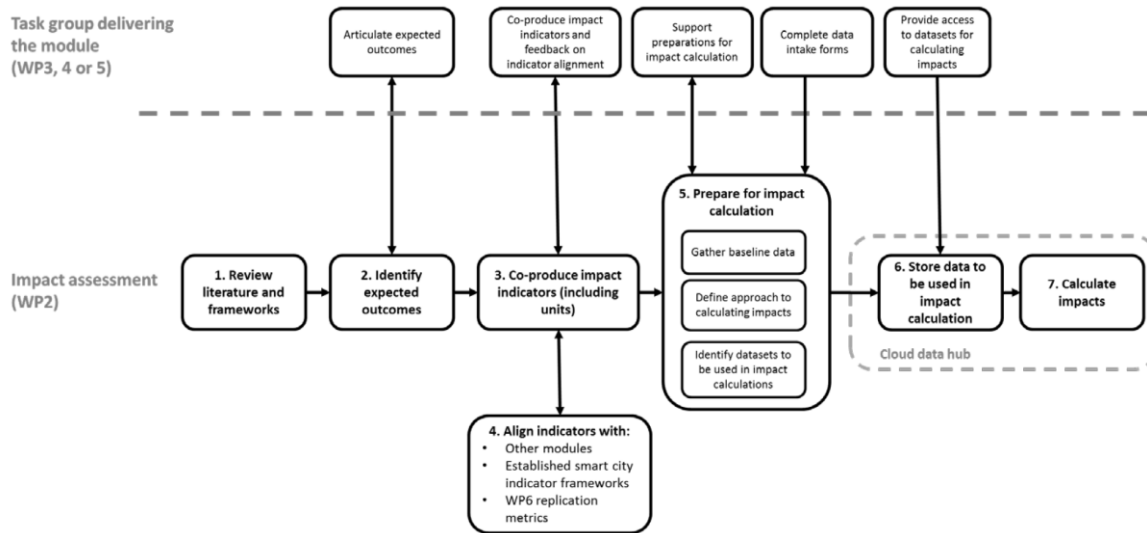 Task group delivering
the module
(WP3, 4 or 5)
Articulate expected
outcomes
Co-produce impact
indicators and
feedback on
indicator alignment
Support
preparations for
impact calculation
Complete data
intake forms
Provide access
to datasets for
calculating
impacts
Impact assessment
(WP2)
1. Review
literature and
frameworks
2. Identify
expected
outcomes
3. Co-produce impact
indicators (including
units)
4. Align indicators with:
• Other modules
• Established smart city
indicator frameworks
• WP6 replication
metrics
5. Prepare for impact
calculation
Gather baseline data
Define approach to
calculating impacts
Identify datasets to
be used in impact
calculations
6. Store data to
be used in
impact
calculation
7. Calculate
impacts
Cloud data hub